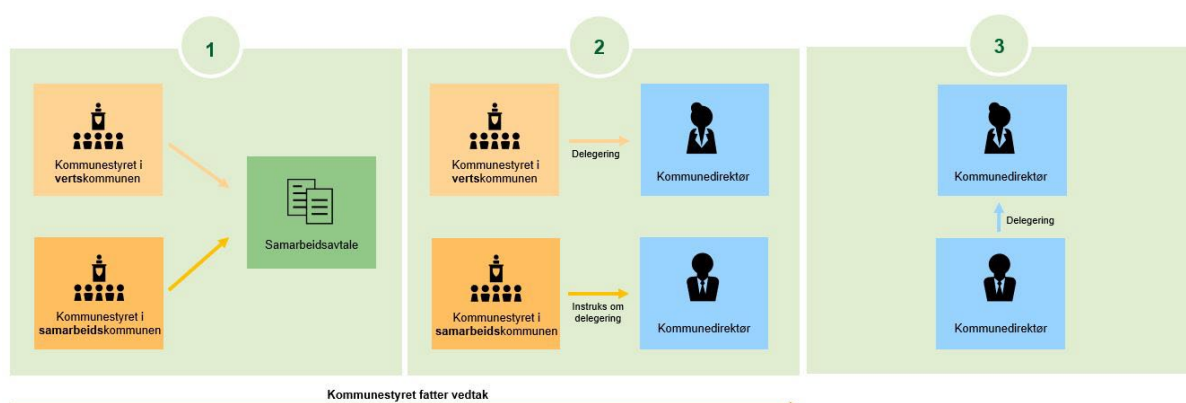 1
Kommunestyret i
vertskommunen
Kommunestyret i
samarbeidskommunen
Samarbeidsavtale
2
Kommunestyret i
vertskommunen
Delegering
Kommunedirektør
Kommunestyret i
samarbeidskommunen
Instruks om
delegering
Kommunedirektør
3
Kommunedirektør
Delegering
Kommunedirektør
Kommunestyret fatter vedtak